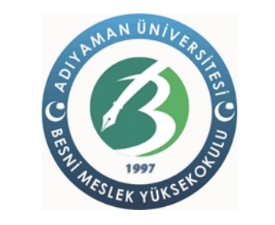 ADIYAMAN ÜNİVERSİTESİ
B
1997
BESNİ MESLEK YÜKSEKOKULU